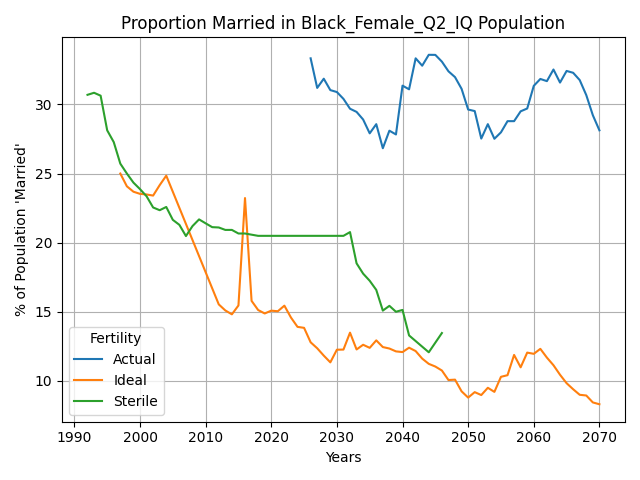 Proportion Married in Black_Female_Q2_IQ Population
% of Population 'Married'
30
25
20
15
10
Fertility
Actual
Ideal
Sterile
1990 2000 2010 2020 2030 2040 2050 2060 2070
Years